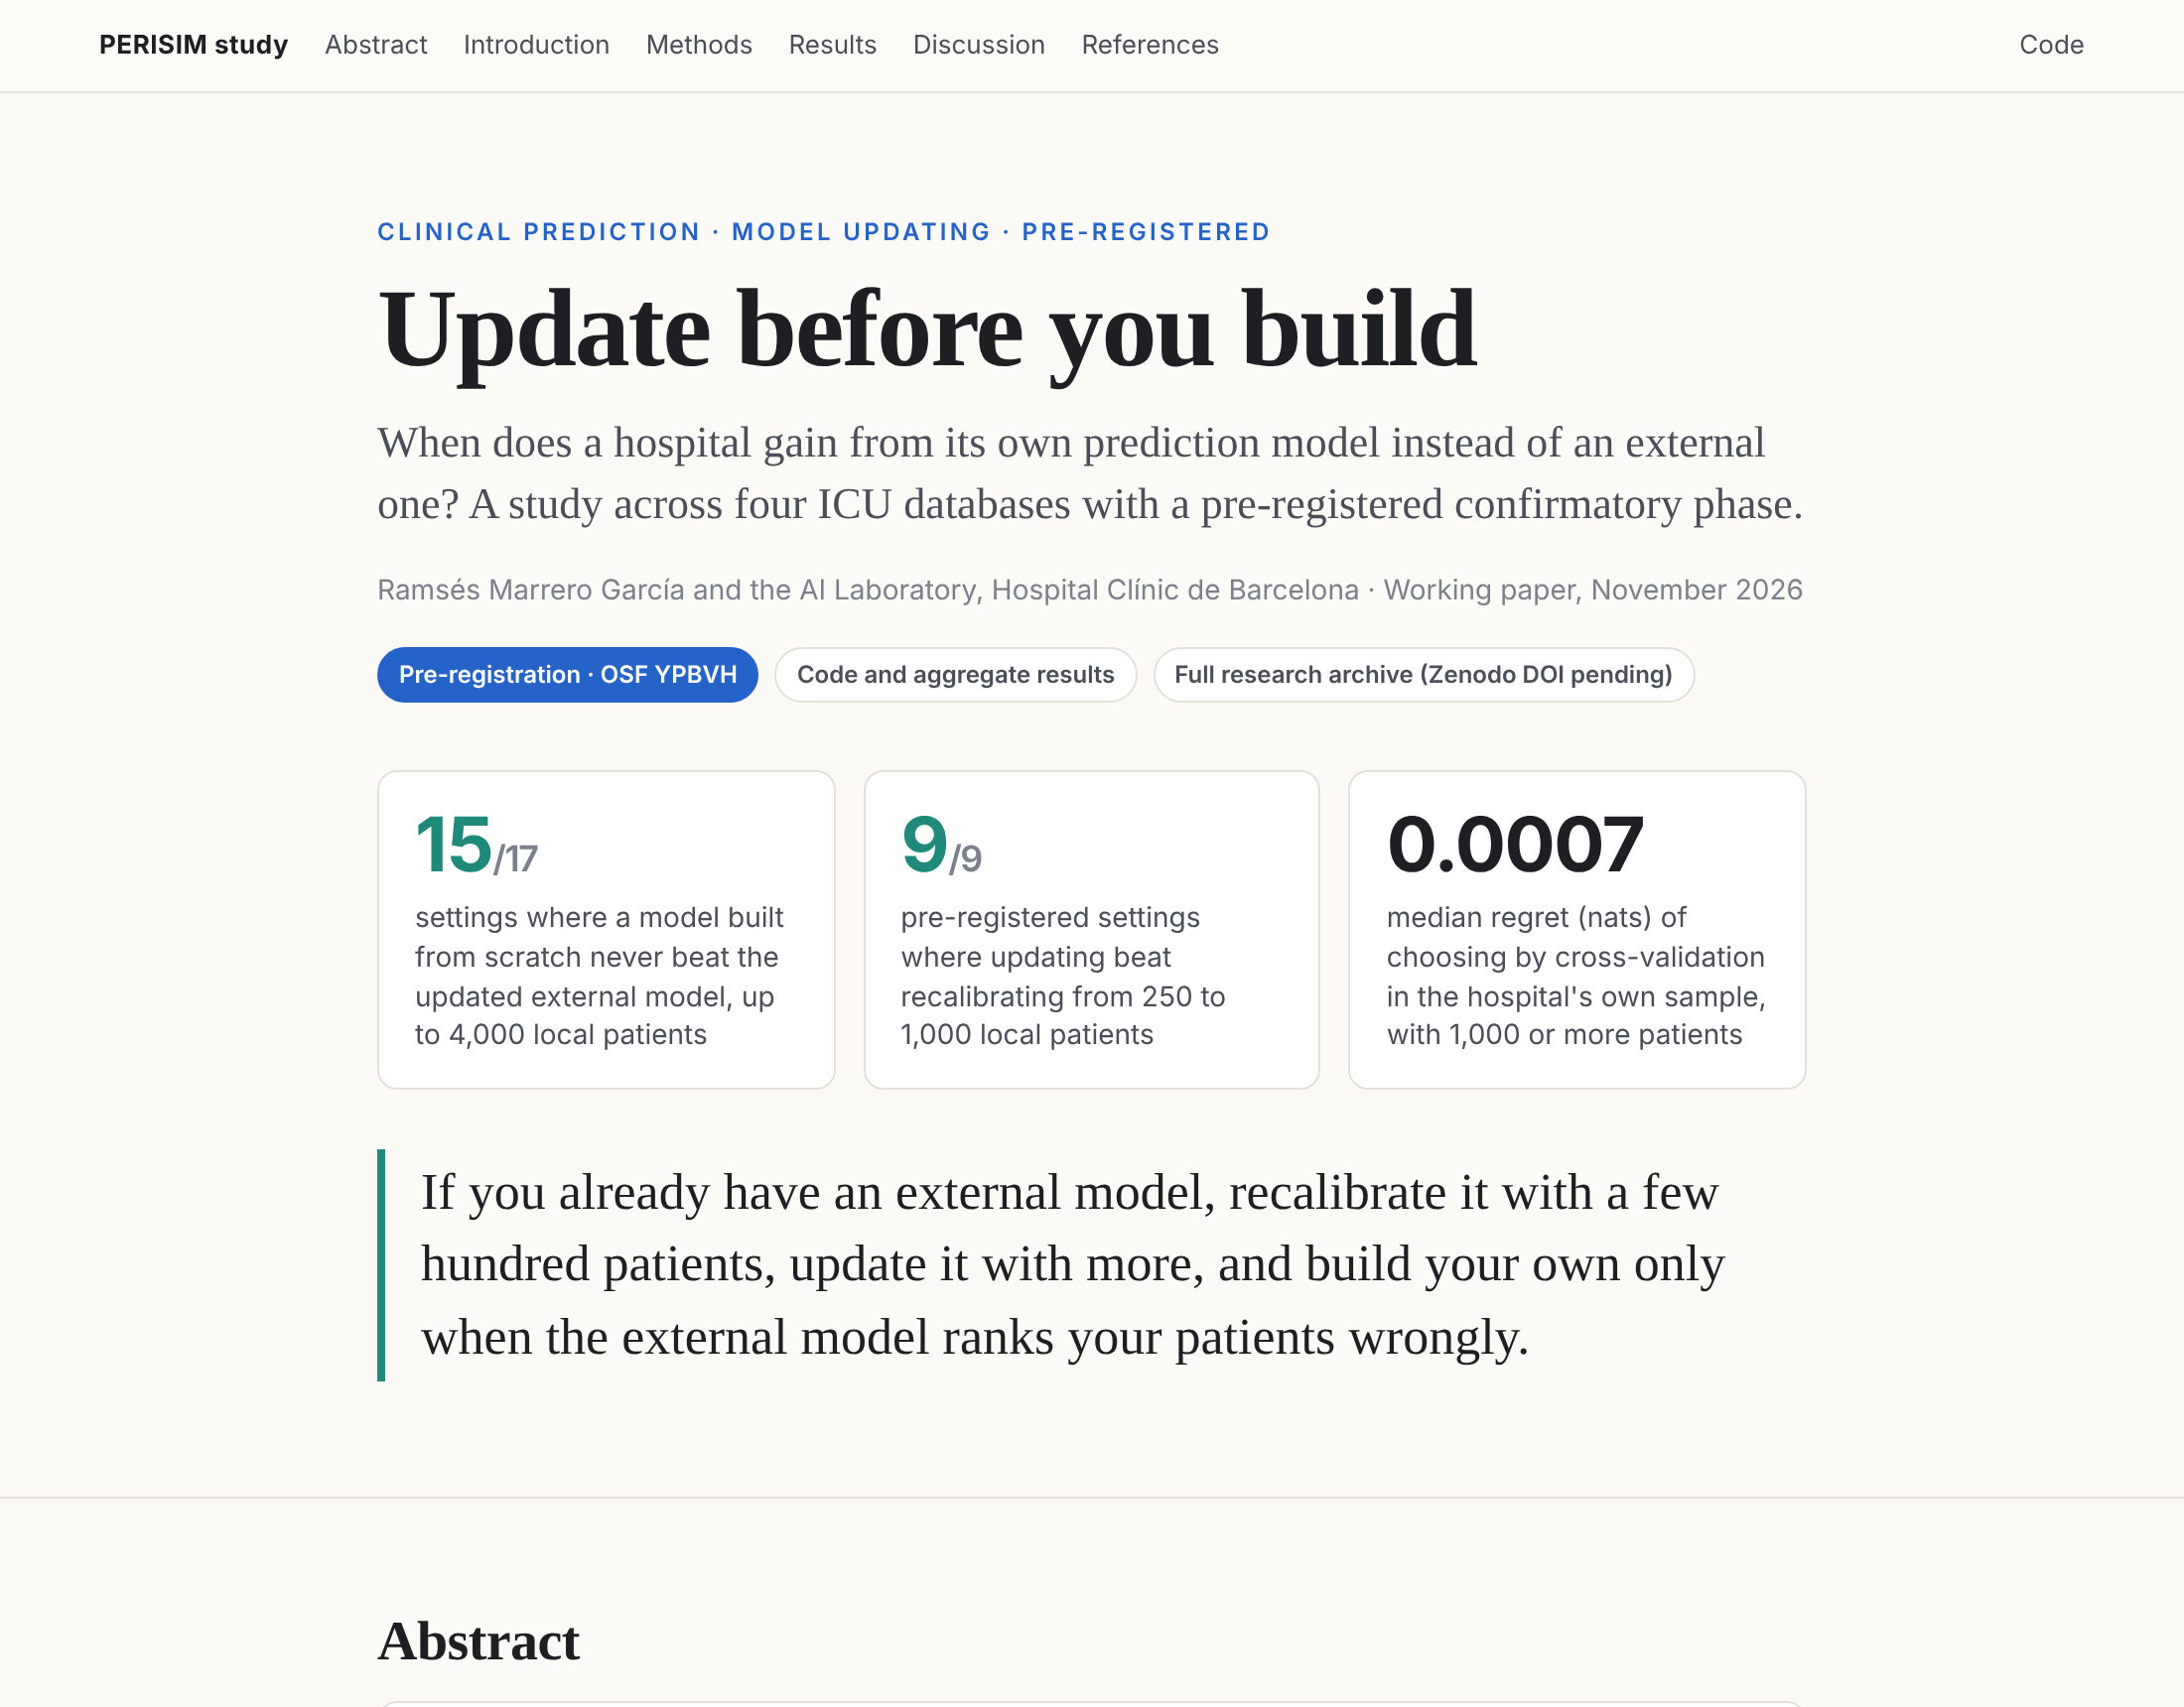 PERISIM study Abstract Introduction Methods Results Discussion References Code
CLINICAL PREDICTION · MODEL UPDATING · PRE-REGISTERED
Update before you build
When does a hospital gain from its own prediction model instead of an external
one? A study across four ICU databases with a pre-registered confirmatory phase.
Ramsés Marrero García and the AI Laboratory, Hospital Clínic de Barcelona · Working paper, November 2026
Pre-registration · OSF YPBVH Code and aggregate results Full research archive (Zenodo DOI pending)
15/17
settings where a model built
from scratch never beat the
updated external model, up
to 4,000 local patients
9/9
pre-registered settings
where updating beat
recalibrating from 250 to
1,000 local patients
0.0007
median regret (nats) of
choosing by cross-validation
in the hospital's own sample,
with 1,000 or more patients
If you already have an external model, recalibrate it with a few
hundred patients, update it with more, and build your own only
when the external model ranks your patients wrongly.
Abstract